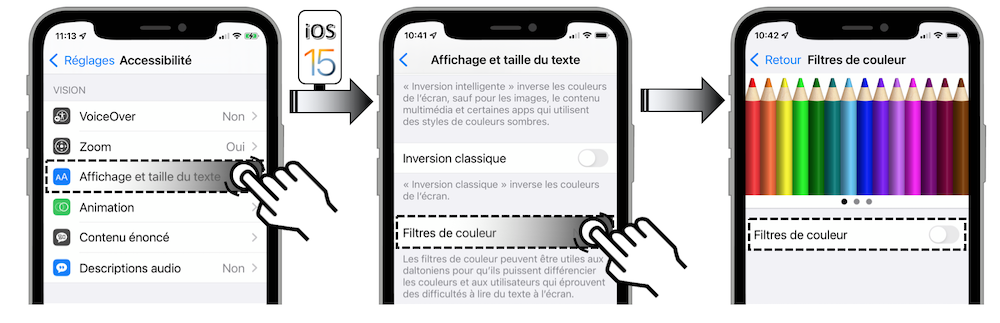 11:13
Réglages Accessibilité
VISION
VoiceOver Non
Zoom Oui
AA Affichage et taille du texte
Animation
Contenu énoncé
Descriptions audio Non
iOS
15
10:41
Affichage et taille du texte
« Inversion intelligente » inverse les couleurs
de l'écran, sauf pour les images, le contenu
multimédia et certaines apps qui utilisent
des styles de couleurs sombres.
Inversion classique
« Inversion classique » inverse les couleurs
de l'écran.
Filtres de couleur
Les filtres de couleur peuvent être utiles aux
daltoniens pour qu'ils puissent différencier
les couleurs et aux utilisateurs qui éprouvent
des difficultés à lire du texte à l'écran.
10:42
Retour Filtres de couleur
Filtres de couleur